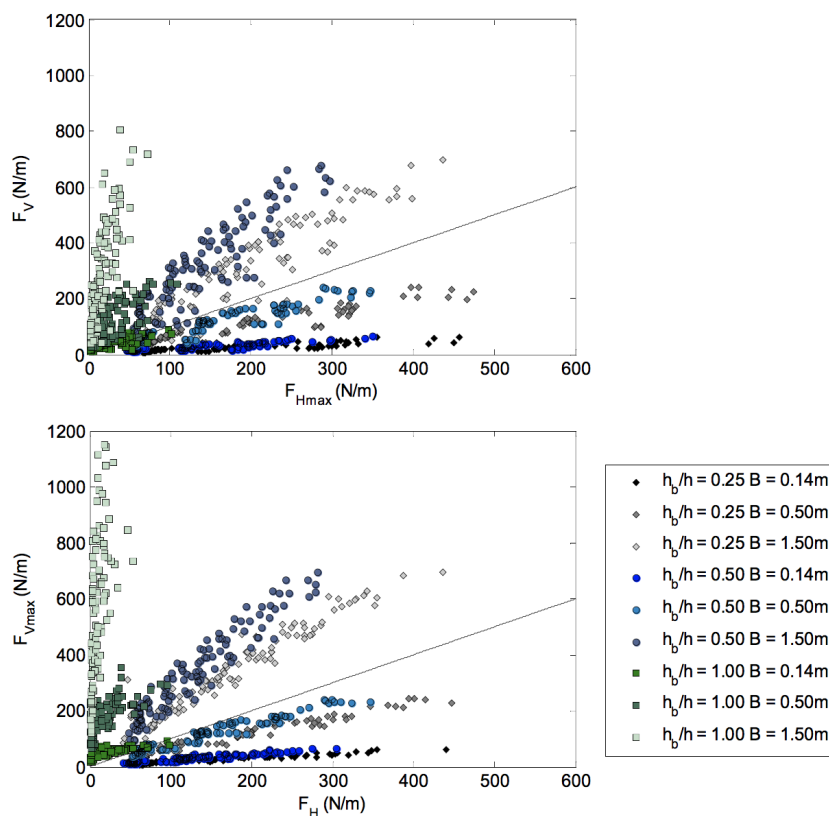 1200
1000
800
600
400
200
0
F_V (N/m)
0 100 200 300 400 500 600
F_Hmax (N/m)
1200
1000
800
600
400
200
0
F_Vmax (N/m)
0 100 200 300 400 500 600
F_H (N/m)
h_b/h = 0.25 B = 0.14m
h_b/h = 0.25 B = 0.50m
h_b/h = 0.25 B = 1.50m
h_b/h = 0.50 B = 0.14m
h_b/h = 0.50 B = 0.50m
h_b/h = 0.50 B = 1.50m
h_b/h = 1.00 B = 0.14m
h_b/h = 1.00 B = 0.50m
h_b/h = 1.00 B = 1.50m